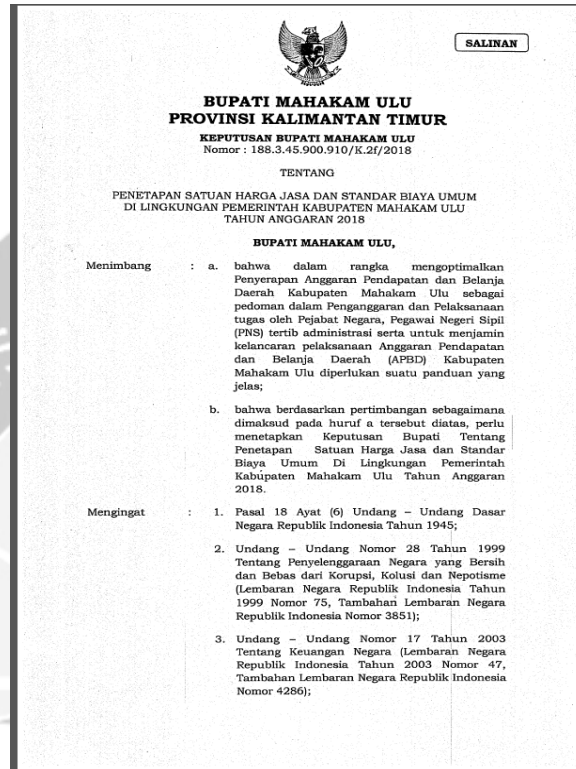 SALINAN
BUPATI MAHAKAM ULU
PROVINSI KALIMANTAN TIMUR
KEPUTUSAN BUPATI MAHAKAM ULU
Nomor : 188.3.45.900.910/K.2f/2018
TENTANG
PENETAPAN SATUAN HARGA JASA DAN STANDAR BIAYA UMUM
DI LINGKUNGAN PEMERINTAH KABUPATEN MAHAKAM ULU
TAHUN ANGGARAN 2018
BUPATI MAHAKAM ULU,
Menimbang : a. bahwa dalam rangka mengoptimalkan
Penyerapan Anggaran Pendapatan dan Belanja
Daerah Kabupaten Mahakam Ulu sebagai
pedoman dalam Penganggaran dan Pelaksanaan
tugas oleh Pejabat Negara, Pegawai Negeri Sipil
(PNS) tertib administrasi serta untuk menjamin
kelancaran pelaksanaan Anggaran Pendapatan
dan Belanja Daerah (APBD) Kabupaten
Mahakam Ulu diperlukan suatu panduan yang
jelas;
b. bahwa berdasarkan pertimbangan sebagaimana
dimaksud pada huruf a tersebut diatas, perlu
menetapkan Keputusan Bupati Tentang
Penetapan Satuan Harga Jasa dan Standar
Biaya Umum Di Lingkungan Pemerintah
Kabupaten Mahakam Ulu Tahun Anggaran
2018.
Mengingat : 1. Pasal 18 Ayat (6) Undang – Undang Dasar
Negara Republik Indonesia Tahun 1945;
2. Undang – Undang Nomor 28 Tahun 1999
Tentang Penyelenggaraan Negara yang Bersih
dan Bebas dari Korupsi, Kolusi dan Nepotisme
(Lembaran Negara Republik Indonesia Tahun
1999 Nomor 75, Tambahan Lembaran Negara
Republik Indonesia Nomor 3851);
3. Undang – Undang Nomor 17 Tahun 2003
Tentang Keuangan Negara (Lembaran Negara
Republik Indonesia Tahun 2003 Nomor 47,
Tambahan Lembaran Negara Republik Indonesia
Nomor 4286);